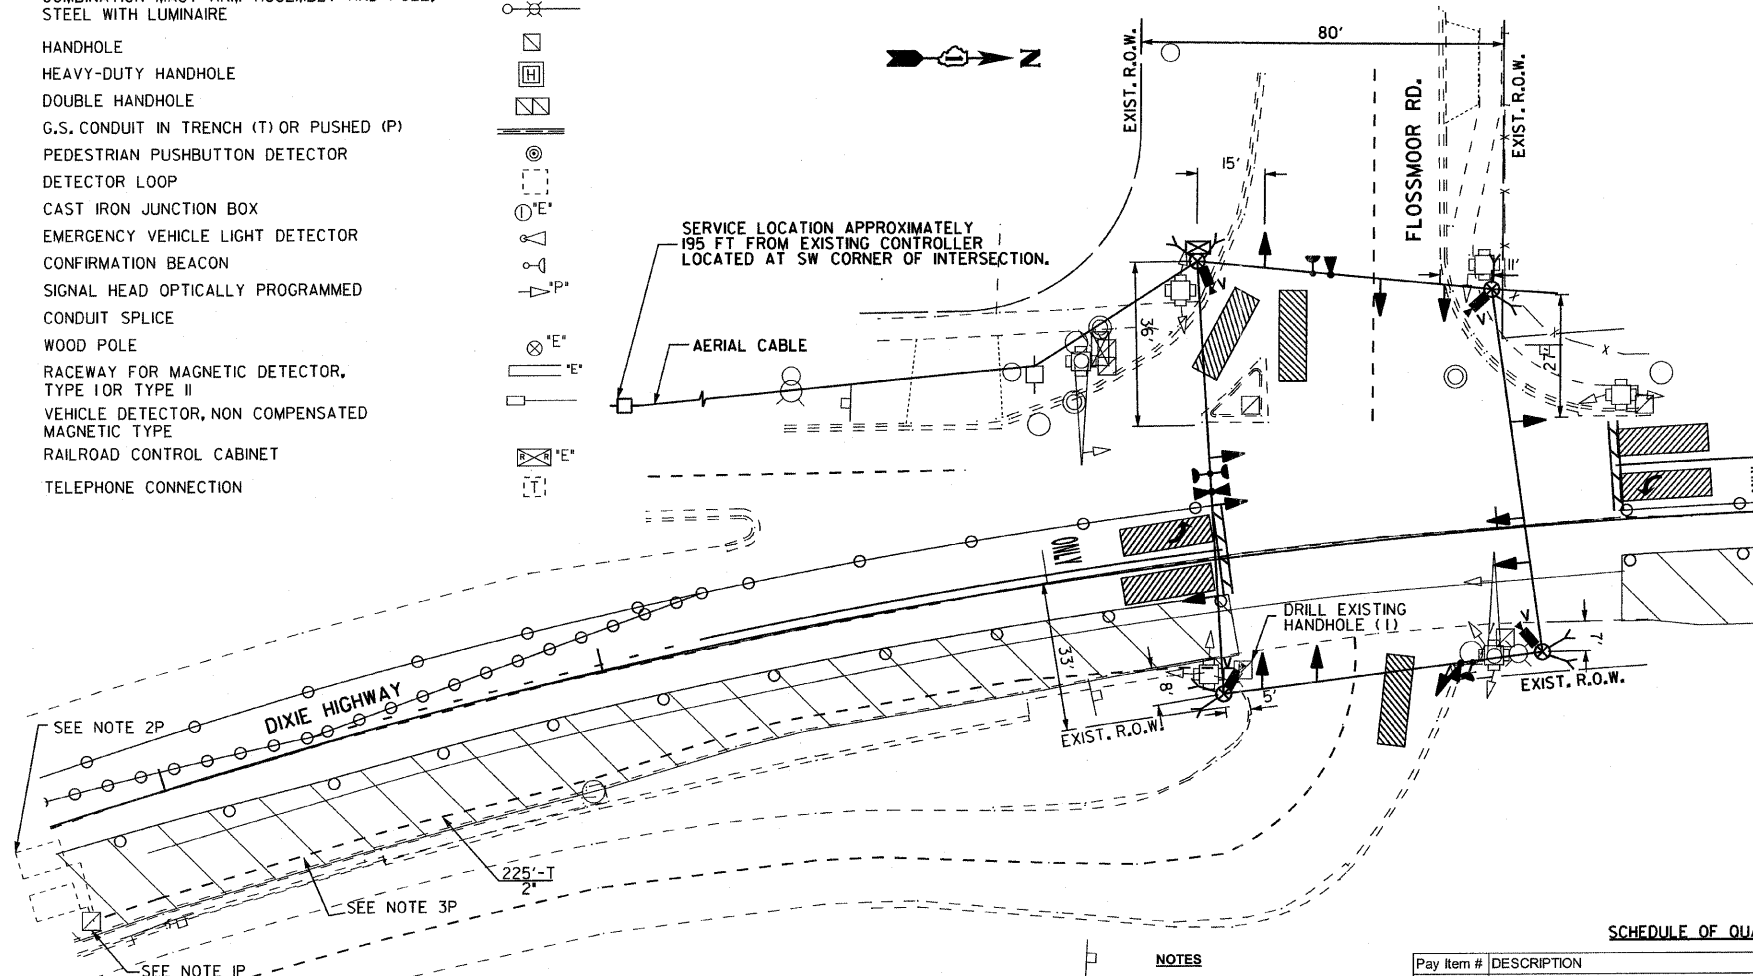 STEEL WITH LUMINAIRE
HANDHOLE
HEAVY-DUTY HANDHOLE
H
DOUBLE HANDHOLE
G.S. CONDUIT IN TRENCH (T) OR PUSHED (P)
PEDESTRIAN PUSHBUTTON DETECTOR
DETECTOR LOOP
CAST IRON JUNCTION BOX
"E"
EMERGENCY VEHICLE LIGHT DETECTOR
CONFIRMATION BEACON
SIGNAL HEAD OPTICALLY PROGRAMMED
"P"
CONDUIT SPLICE
WOOD POLE
"E"
RACEWAY FOR MAGNETIC DETECTOR,
TYPE I OR TYPE II
"E"
VEHICLE DETECTOR, NON COMPENSATED
MAGNETIC TYPE
RAILROAD CONTROL CABINET
R R "E"
TELEPHONE CONNECTION
T
N
EXIST. R.O.W.
80'
FLOSSMOOR RD.
EXIST. R.O.W.
15'
11'
SERVICE LOCATION APPROXIMATELY
195 FT FROM EXISTING CONTROLLER
LOCATED AT SW CORNER OF INTERSECTION.
AERIAL CABLE
36'
27'
ONLY
DRILL EXISTING
HANDHOLE (1)
33'
8'
5'
7'
EXIST. R.O.W.
EXIST. R.O.W.
DIXIE HIGHWAY
SEE NOTE 2P
225'-T
2"
SEE NOTE 3P
SEE NOTE 1P
NOTES
SCHEDULE OF
Pay Item # DESCRIPTION